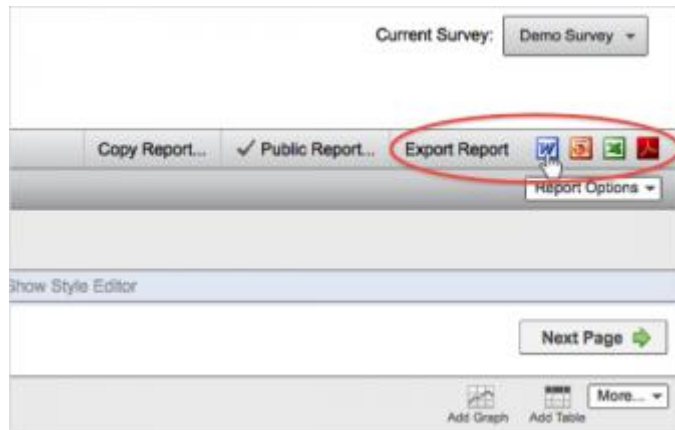 Current Survey: Demo Survey
Copy Report... Public Report... Export Report
Report Options
Show Style Editor
Next Page
More...
Add Graph Add Table